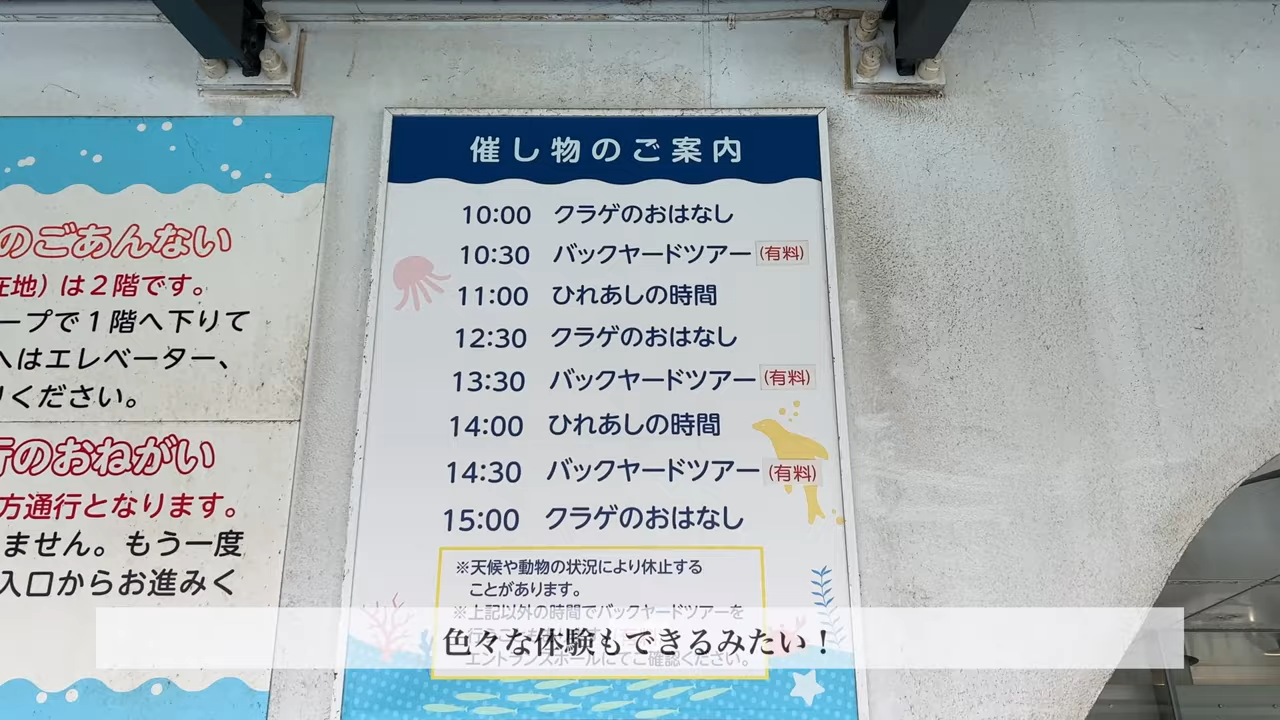 のごあんない
在地）は２階です。
ープで１階へ下りて
へはエレベーター、
りください。
行のおねがい
方通行となります。
ません。もう一度
入口からお進みく
催し物のご案内
10:00 クラゲのおはなし
10:30 バックヤードツアー (有料)
11:00 ひれあしの時間
12:30 クラゲのおはなし
13:30 バックヤードツアー (有料)
14:00 ひれあしの時間
14:30 バックヤードツアー (有料)
15:00 クラゲのおはなし
※天候や動物の状況により休止する
ことがあります。
※上記以外の時間でバックヤードツアーを
エントランスホールにてご確認ください。
色々な体験もできるみたい！